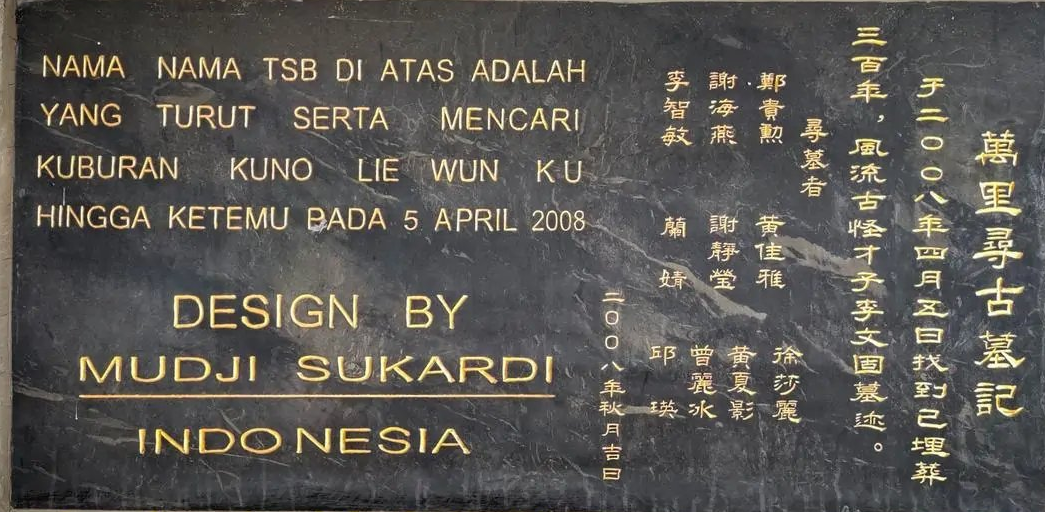 NAMA NAMA TSB DI ATAS ADALAH
YANG TURUT SERTA MENCARI
KUBURAN KUNO LIE WUN KU
HINGGA KETEMU PADA 5 APRIL 2008
DESIGN BY
MUDJI SUKARDI
INDONESIA
萬里尋古墓記
于二〇〇八年四月五日找到已埋葬
三百年，風流古怪才子李文固墓迹。
尋墓者
鄭貴勳
謝海燕
李智敏
黃佳雅
謝靜瑩
蘭婧
徐莎麗
黃夏影
曾麗冰
邱瑛
二〇〇八年秋月吉日